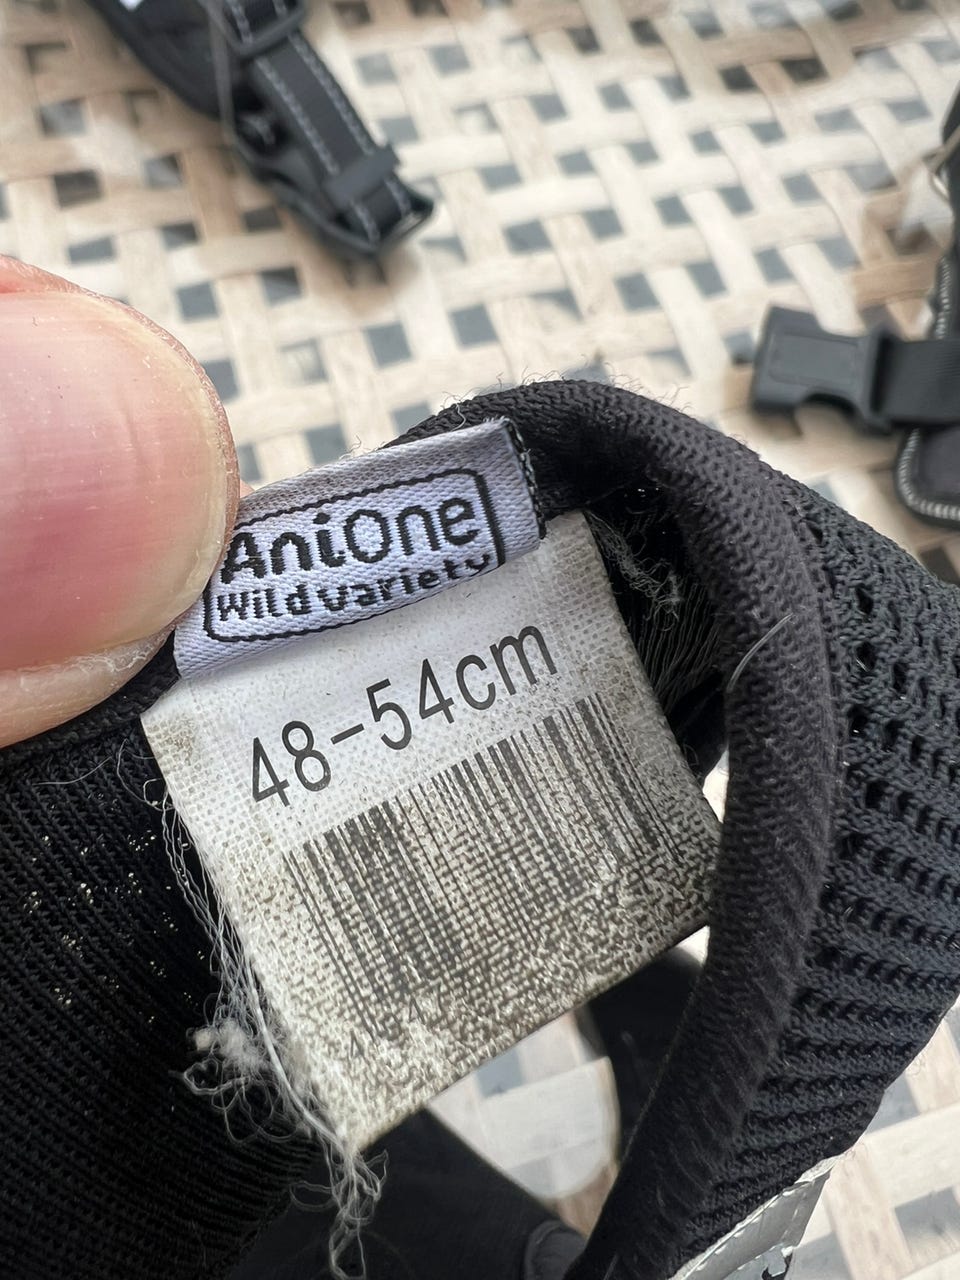 AniOne
Wild variety
48-54cm